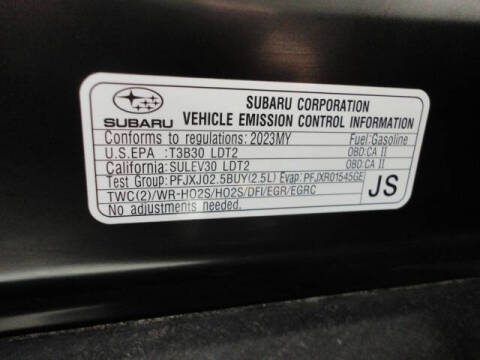 SUBARU
SUBARU CORPORATION
VEHICLE EMISSION CONTROL INFORMATION
Conforms to regulations: 2023MY Fuel:Gasoline
U.S.EPA :T3B30 LDT2 OBD:CA II
California:SULEV30 LDT2 OBD:CA II
Test Group:PFJXJ02.5BUY(2.5L) Evap:PFJXR01545GE
TWC(2)/WR-HO2S/HO2S/DFI/EGR/EGRC
No adjustments needed.
JS